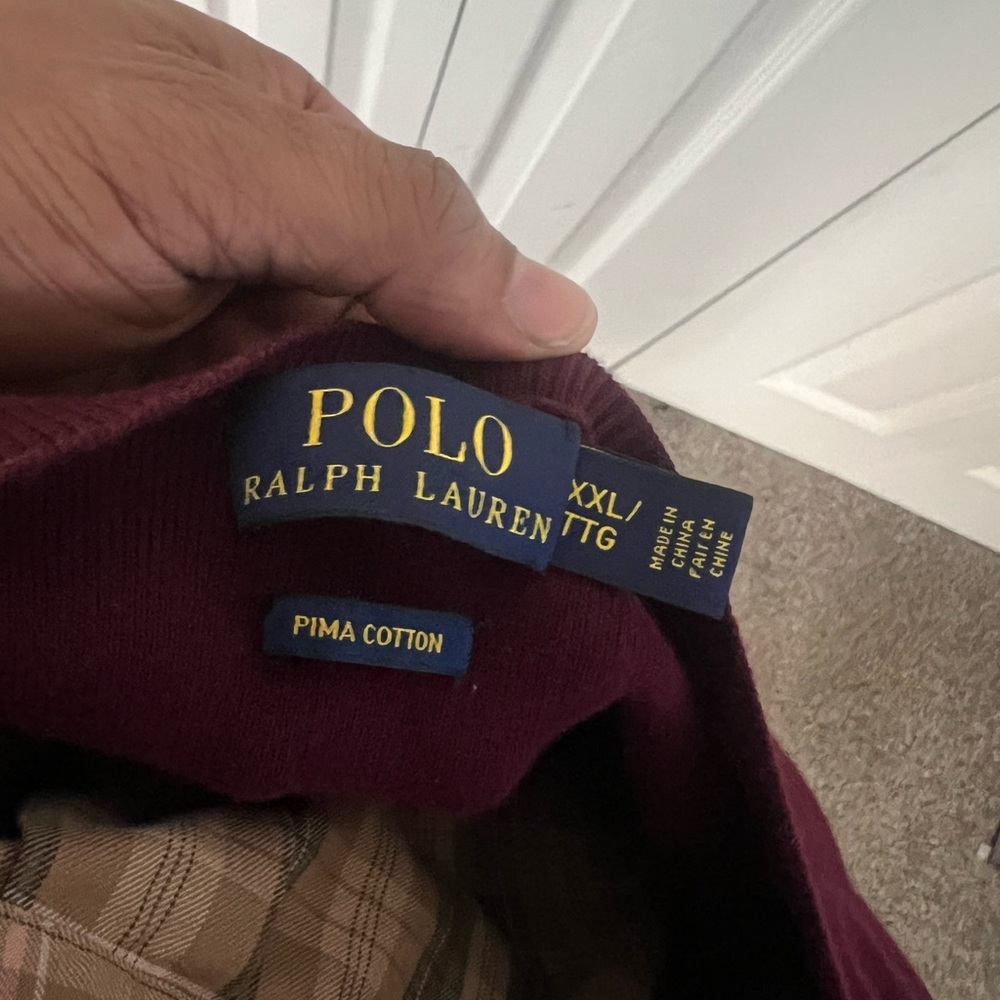 POLO
RALPH LAUREN
XXL/
TTG
MADE IN
CHINA
FAIT EN
CHINE
PIMA COTTON